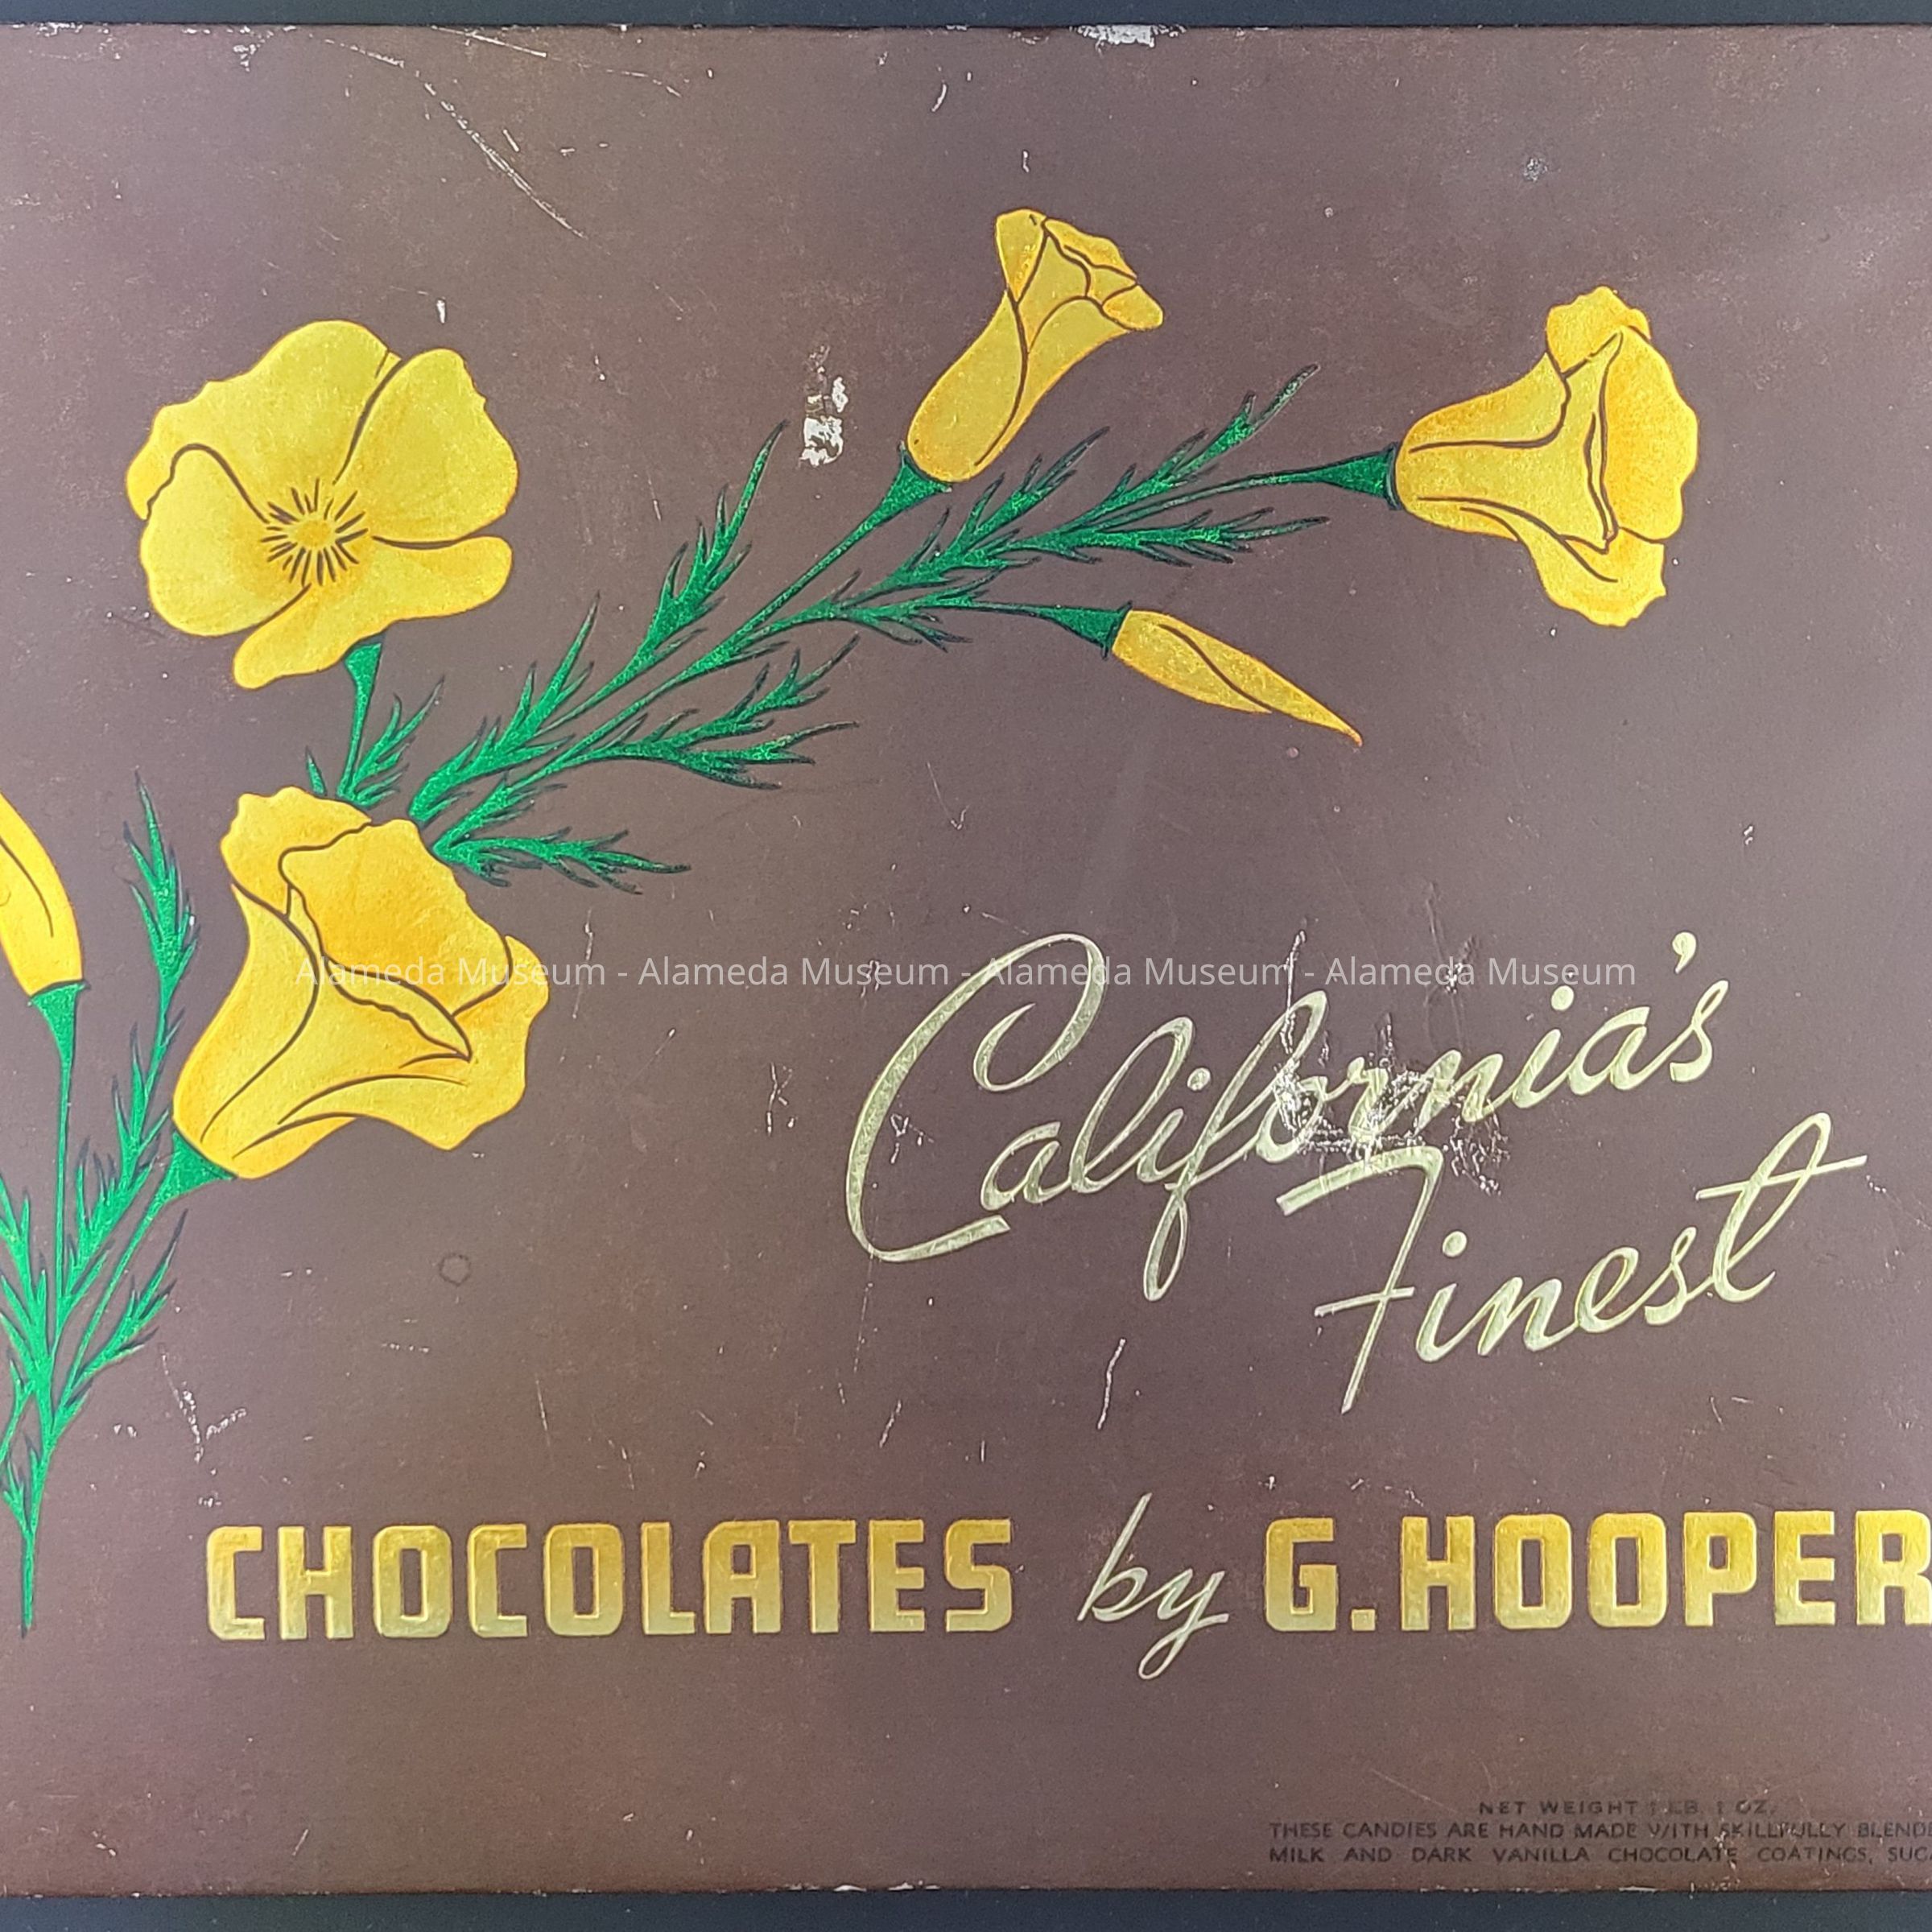 Alameda Museum - Alameda Museum - Alameda Museum - Alameda Museum
California's
Finest
CHOCOLATES by G. HOOPER
NET WEIGHT 1 LB. 1 OZ.
THESE CANDIES ARE HAND MADE WITH SKILLFULLY
MILK AND DARK VANILLA CHOCOLATE COATINGS,